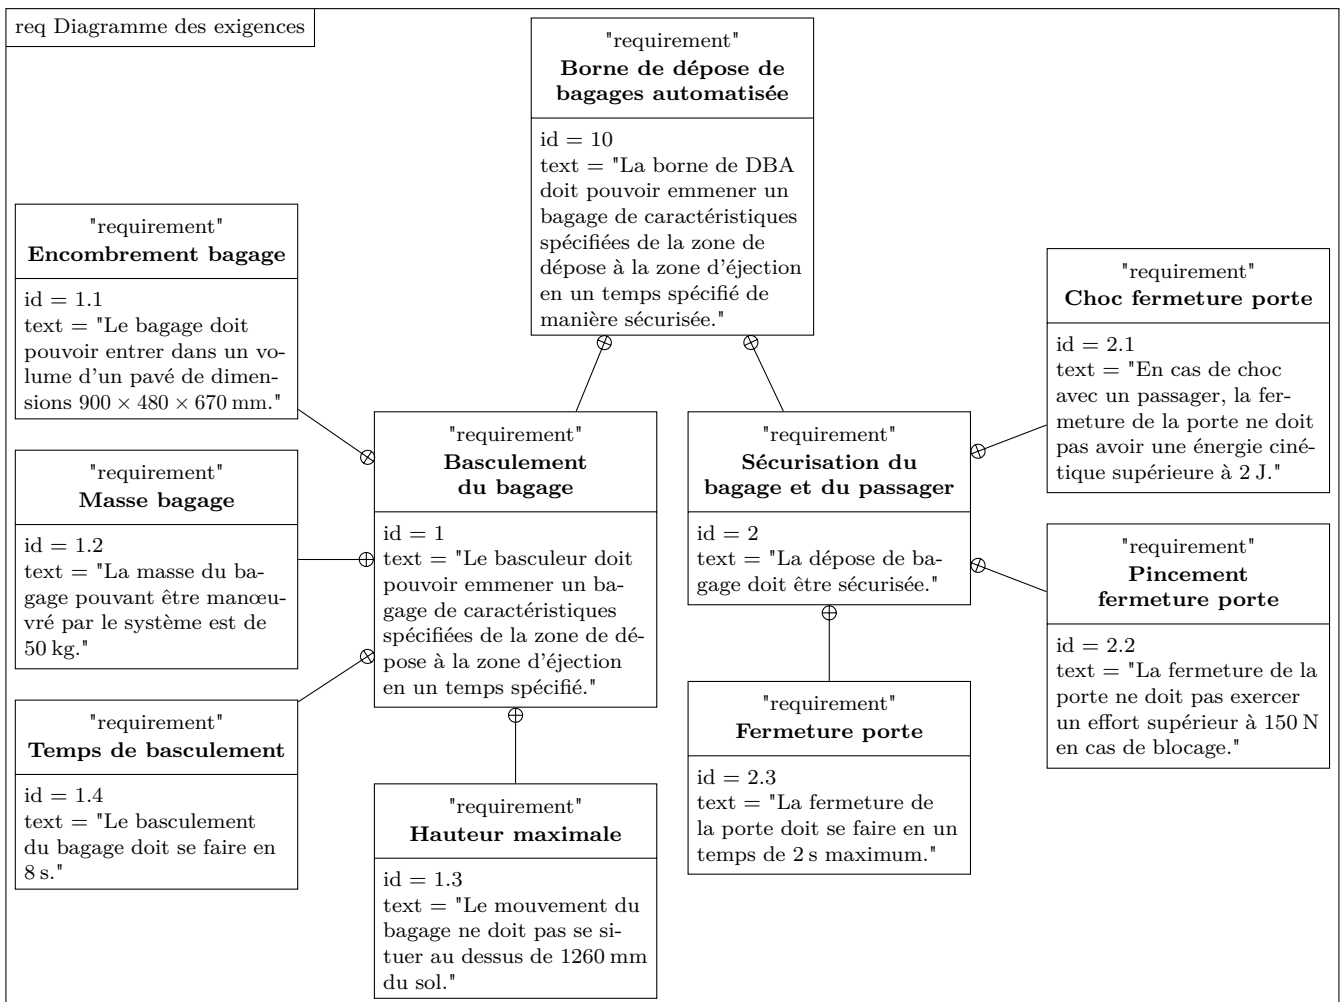 req Diagramme des exigences
"requirement"
Borne de dépose de
bagages automatisée
id = 10
text = "La borne de DBA
doit pouvoir emmener un
bagage de caractéristiques
spécifiées de la zone de
dépose à la zone d'éjection
en un temps spécifié de
manière sécurisée."
"requirement"
Encombrement bagage
id = 1.1
text = "Le bagage doit
pouvoir entrer dans un vo-
lume d'un pavé de dimen-
sions 900 × 480 × 670 mm."
"requirement"
Choc fermeture porte
id = 2.1
text = "En cas de choc
avec un passager, la fer-
meture de la porte ne doit
pas avoir une énergie ciné-
tique supérieure à 2 J."
"requirement"
Basculement
du bagage
id = 1
text = "Le basculeur doit
pouvoir emmener un ba-
gage de caractéristiques
spécifiées de la zone de dé-
pose à la zone d'éjection
en un temps spécifié."
"requirement"
Sécurisation du
bagage et du passager
id = 2
text = "La dépose de ba-
gage doit être sécurisée."
"requirement"
Masse bagage
id = 1.2
text = "La masse du ba-
gage pouvant être manœu-
vré par le système est de
50 kg."
"requirement"
Pincement
fermeture porte
id = 2.2
text = "La fermeture de la
porte ne doit pas exercer
un effort supérieur à 150 N
en cas de blocage."
"requirement"
Temps de basculement
id = 1.4
text = "Le basculement
du bagage doit se faire en
8 s."
"requirement"
Fermeture porte
id = 2.3
text = "La fermeture de
la porte doit se faire en un
temps de 2 s maximum."
"requirement"
Hauteur maximale
id = 1.3
text = "Le mouvement du
bagage ne doit pas se si-
tuer au dessus de 1260 mm
du sol."